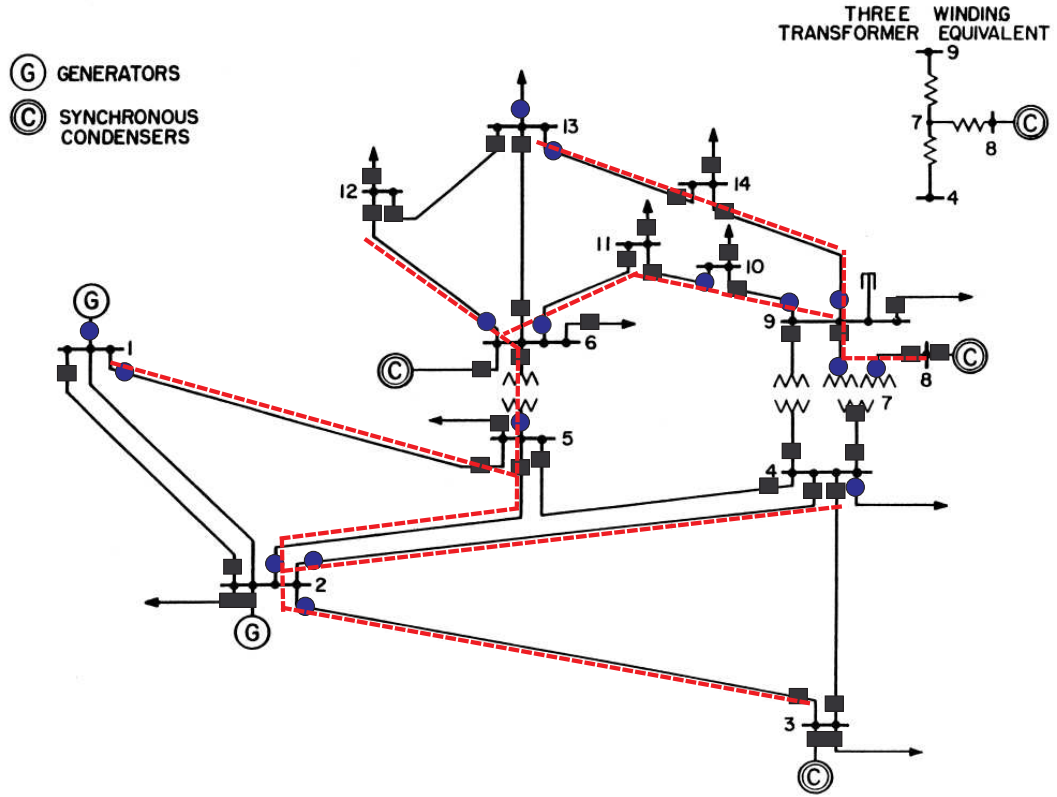 THREE WINDING
TRANSFORMER EQUIVALENT
9
G GENERATORS
C SYNCHRONOUS
CONDENSERS
7
C
8
4
13
14
12
11
10
G
1
9
6
C
8
C
7
5
4
2
G
3
C